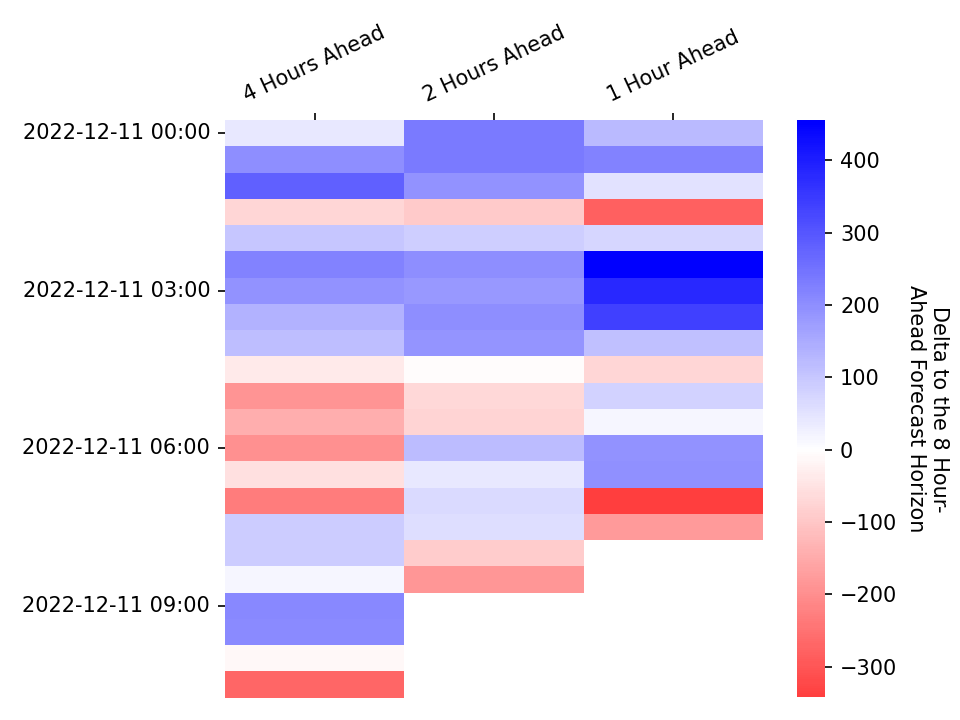 4 Hours Ahead
2 Hours Ahead
1 Hour Ahead
2022-12-11 00:00
2022-12-11 03:00
2022-12-11 06:00
2022-12-11 09:00
400
300
200
100
0
−100
−200
−300
Delta to the 8 Hour-
Ahead Forecast Horizon